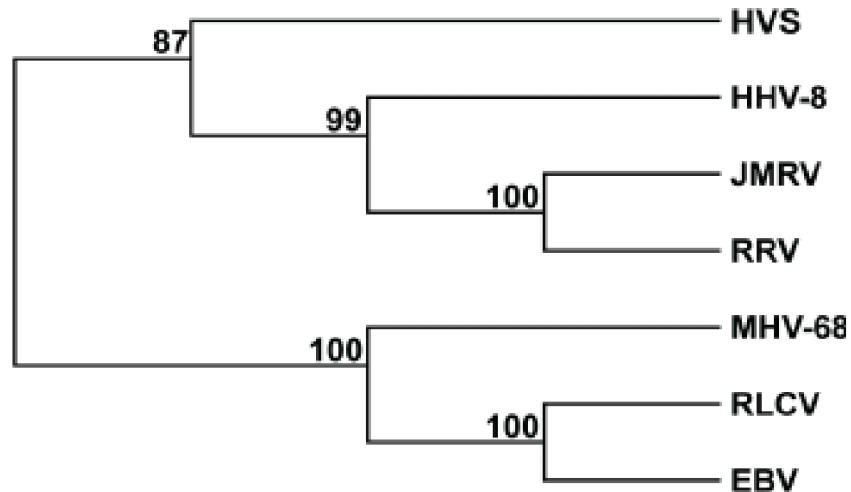 HVS
87
HHV-8
99
JMRV
100
RRV
MHV-68
100
RLCV
100
EBV